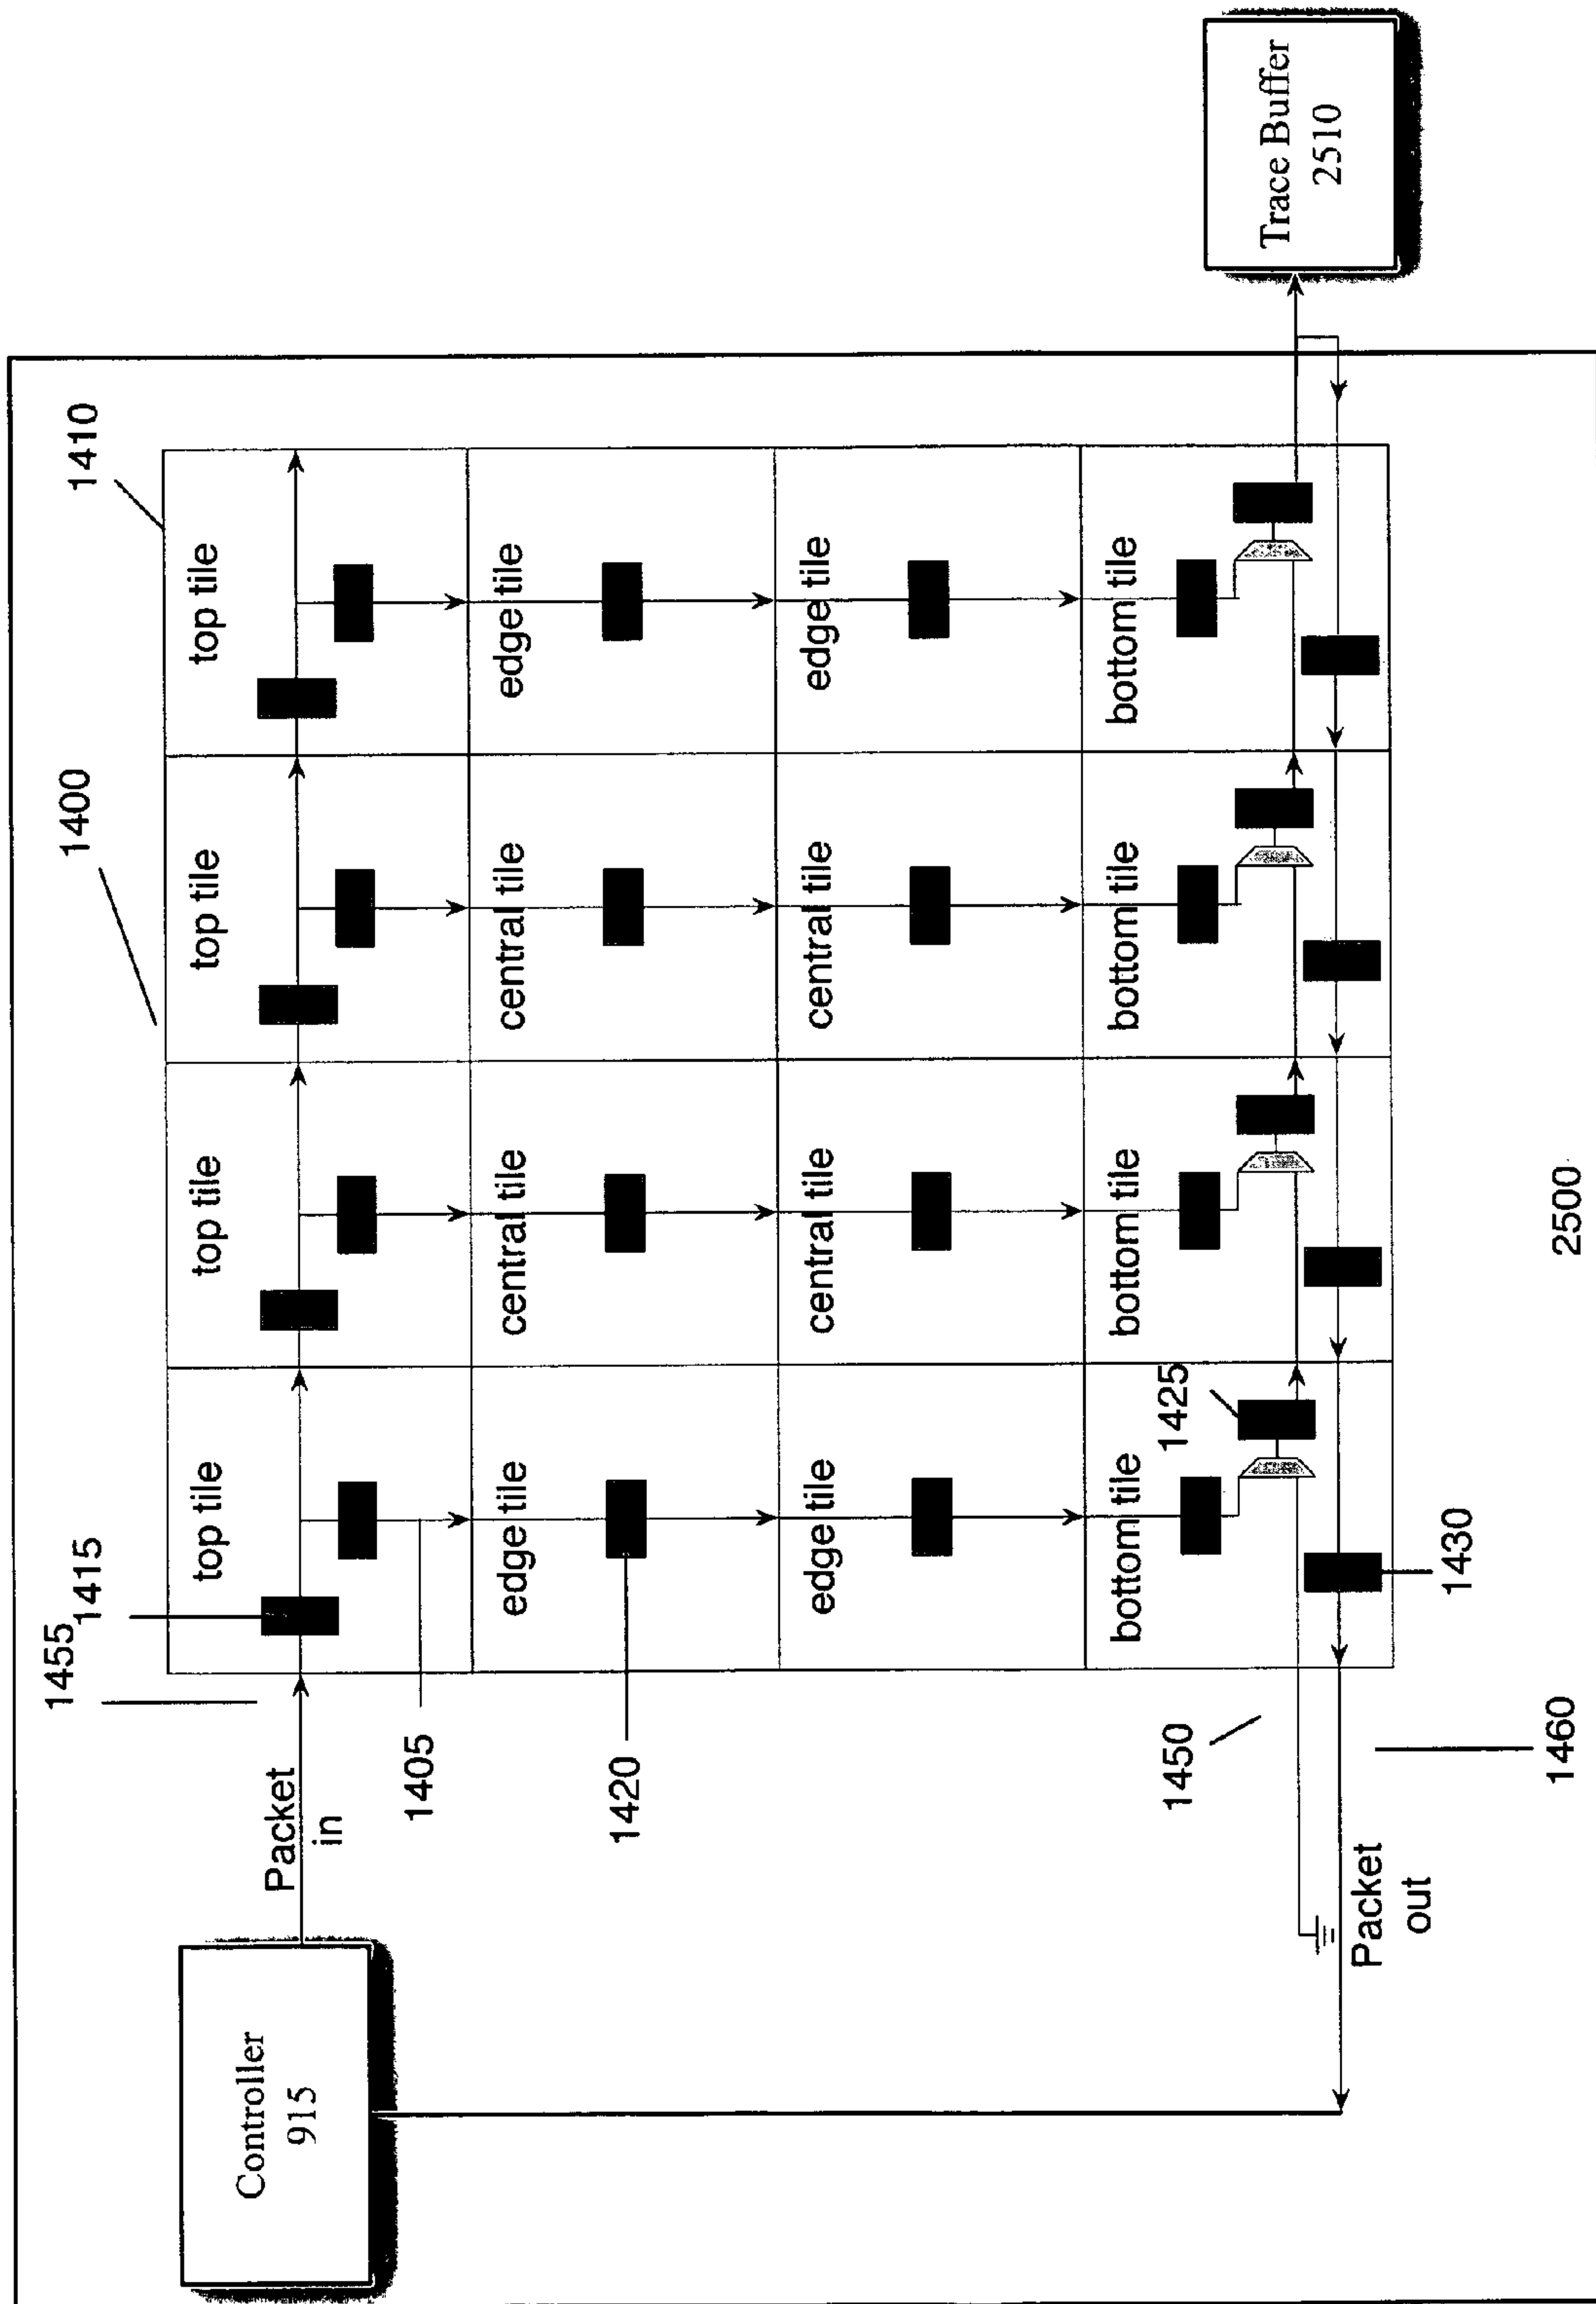 1410
1400
1455
1415
top tile
top tile
top tile
top tile
Controller
915
Packet
in
1405
edge tile
central tile
central tile
edge tile
1420
edge tile
central tile
central tile
edge tile
bottom tile
bottom tile
bottom tile
bottom tile
1425
1450
Trace Buffer
2510
Packet
out
1430
1460
2500